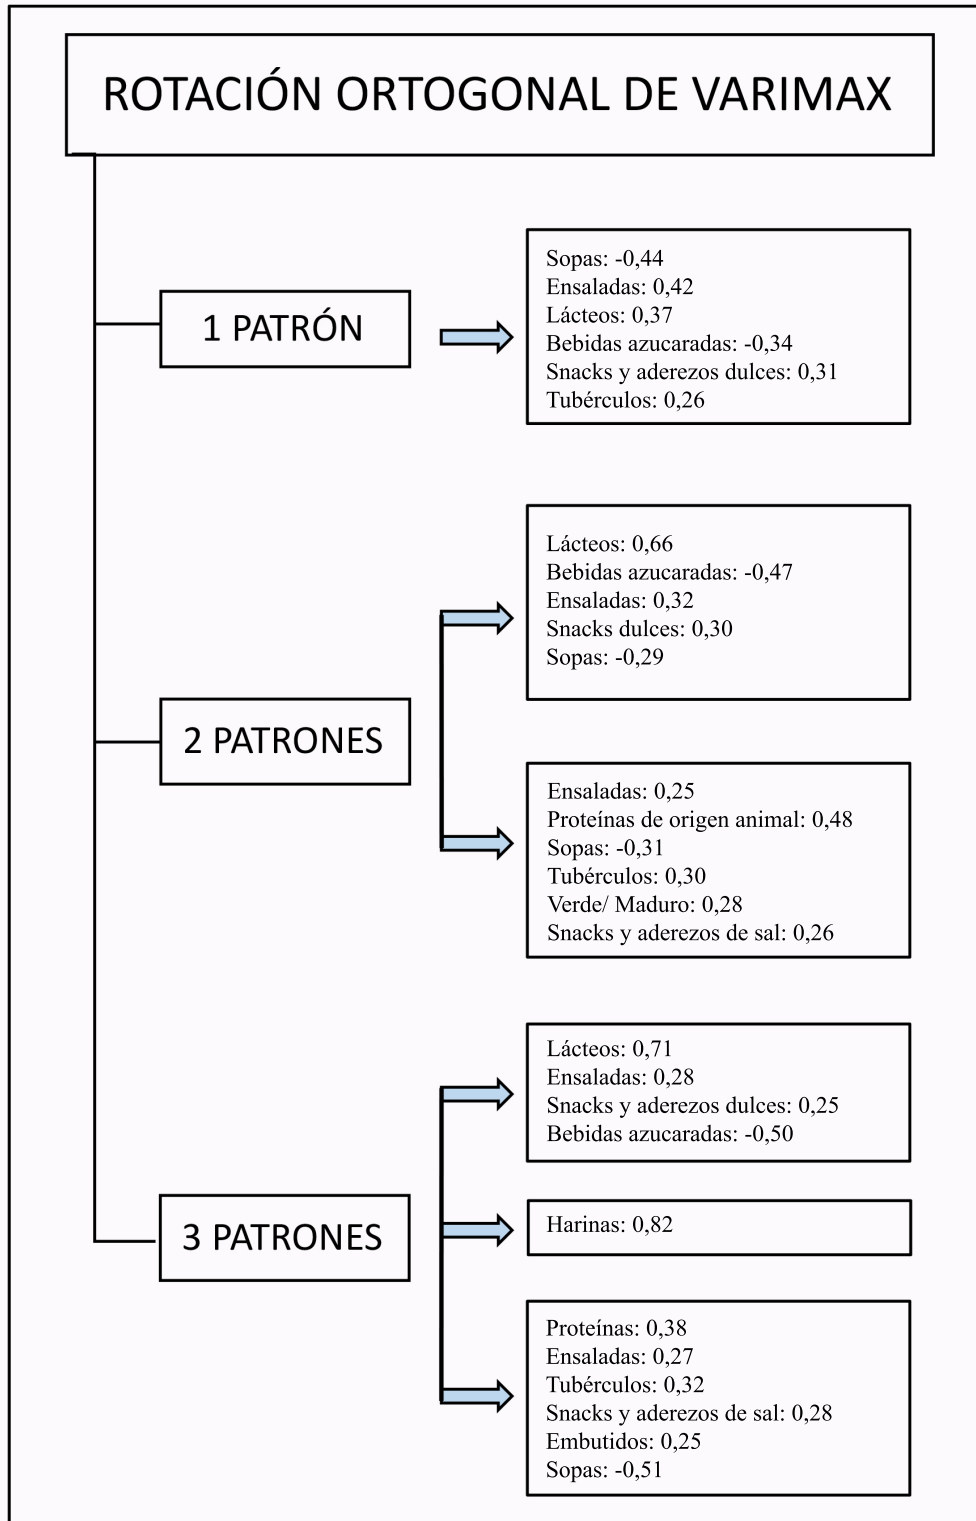 ROTACIÓN ORTOGONAL DE VARIMAX
1 PATRÓN
Sopas: -0,44
Ensaladas: 0,42
Lácteos: 0,37
Bebidas azucaradas: -0,34
Snacks y aderezos dulces: 0,31
Tubérculos: 0,26
2 PATRONES
Lácteos: 0,66
Bebidas azucaradas: -0,47
Ensaladas: 0,32
Snacks dulces: 0,30
Sopas: -0,29
Ensaladas: 0,25
Proteínas de origen animal: 0,48
Sopas: -0,31
Tubérculos: 0,30
Verde/ Maduro: 0,28
Snacks y aderezos de sal: 0,26
3 PATRONES
Lácteos: 0,71
Ensaladas: 0,28
Snacks y aderezos dulces: 0,25
Bebidas azucaradas: -0,50
Harinas: 0,82
Proteínas: 0,38
Ensaladas: 0,27
Tubérculos: 0,32
Snacks y aderezos de sal: 0,28
Embutidos: 0,25
Sopas: -0,51